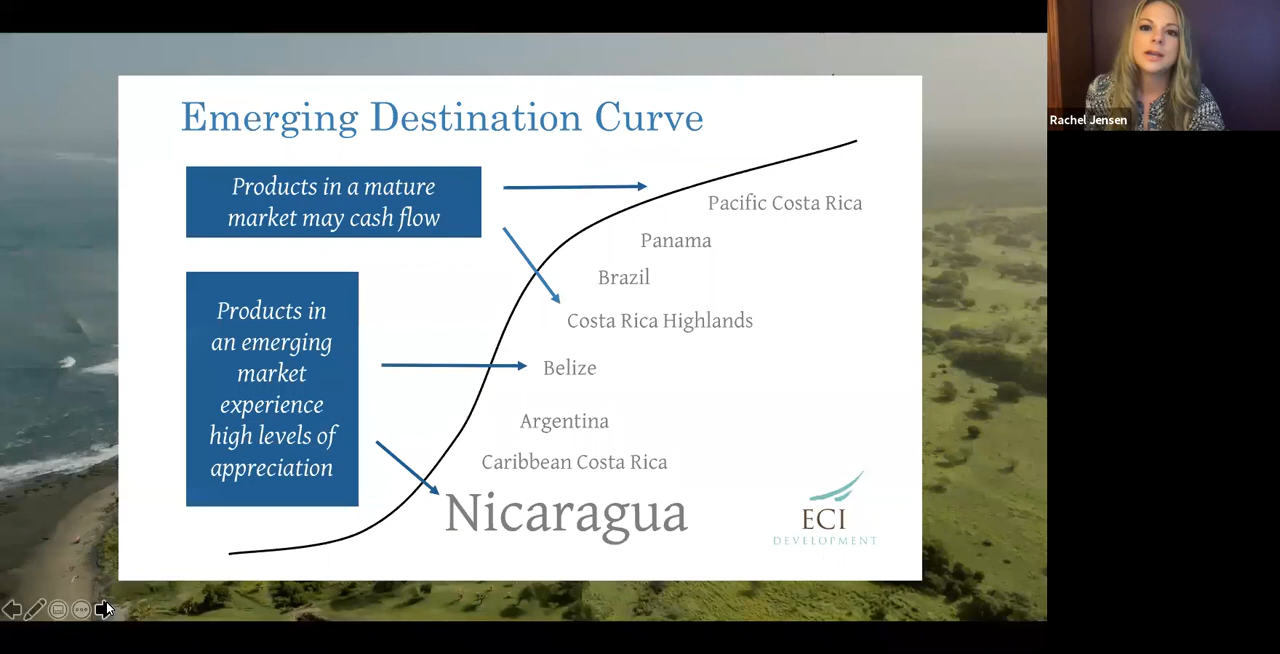 Emerging Destination Curve
Products in a mature
market may cash flow
Products in
an emerging
market
experience
high levels of
appreciation
Pacific Costa Rica
Panama
Brazil
Costa Rica Highlands
Belize
Argentina
Caribbean Costa Rica
Nicaragua
ECI
DEVELOPMENT
Rachel Jensen